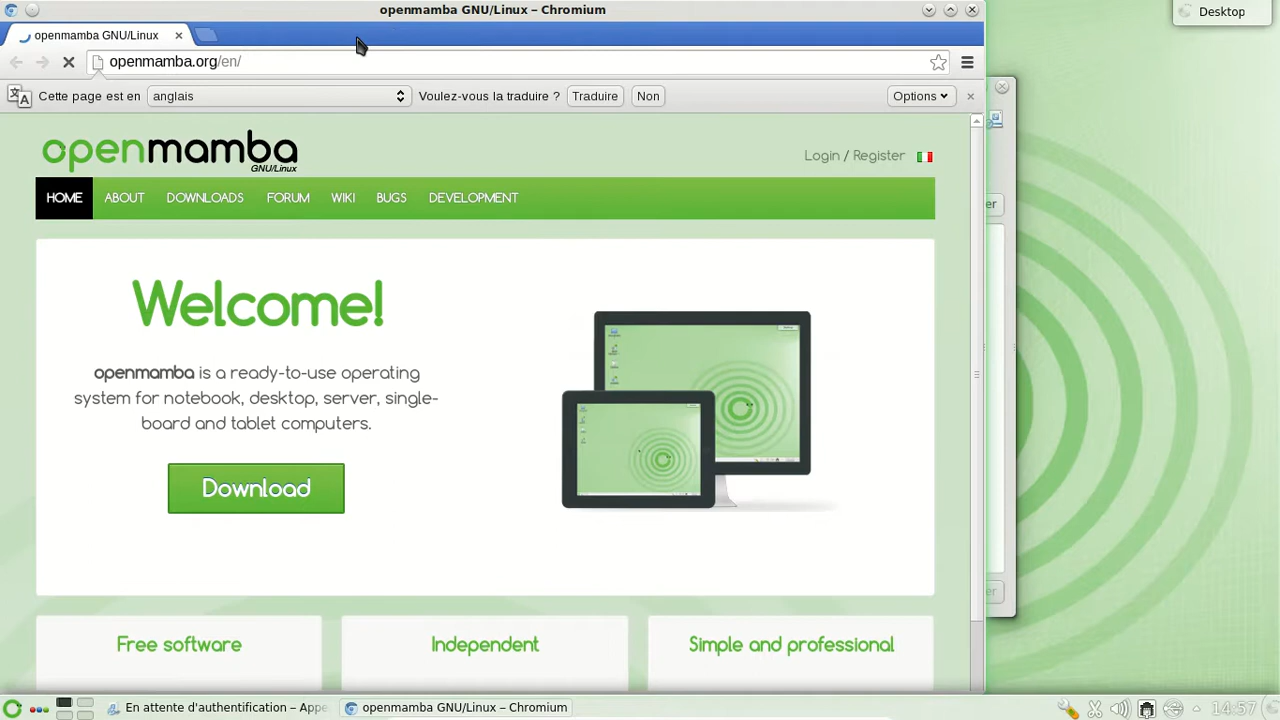 openmamba GNU/Linux – Chromium
Desktop
openmamba GNU/Linux
openmamba.org/en/
Cette page est en anglais Voulez-vous la traduire ? Traduire Non Options
openmamba
GNU/Linux
Login / Register
HOME ABOUT DOWNLOADS FORUM WIKI BUGS DEVELOPMENT
er
Welcome!
openmamba is a ready-to-use operating
system for notebook, desktop, server, single-
board and tablet computers.
Download
er
Free software Independent Simple and professional
En attente d'authentification – Appe openmamba GNU/Linux – Chromium 14:57